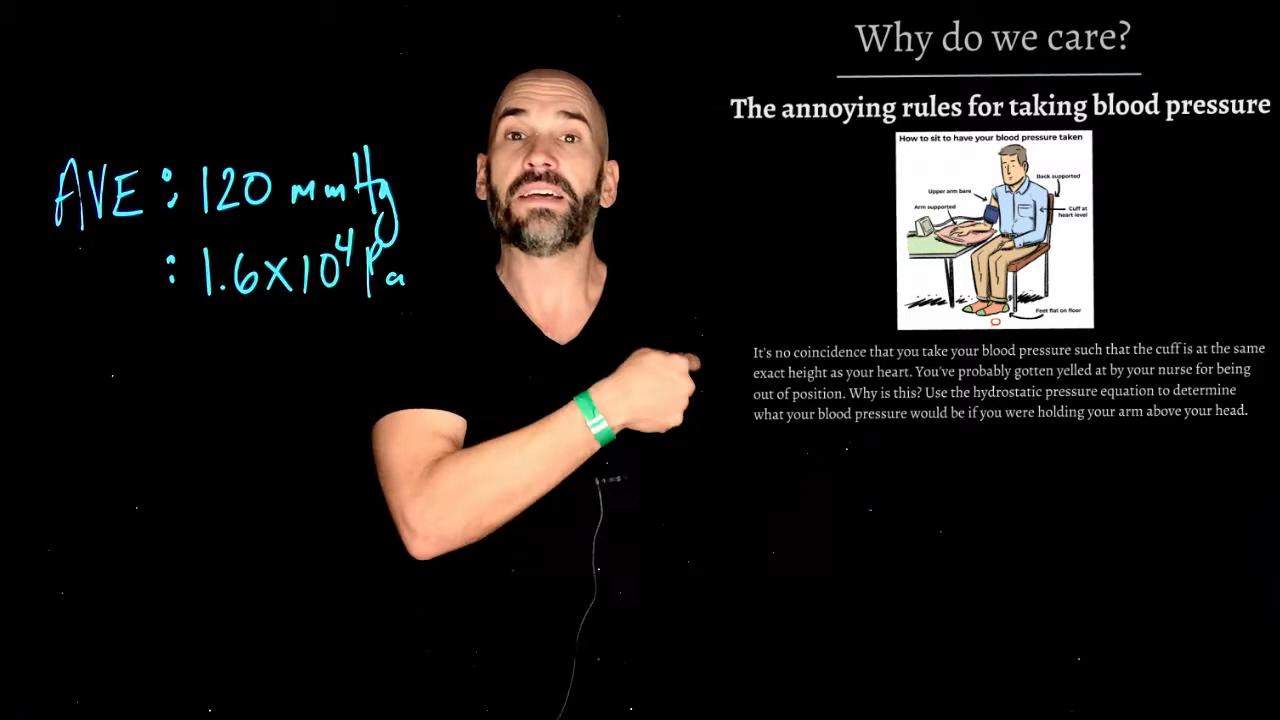 Why do we care?
The annoying rules for taking blood pressure
AVE : 120 mmHg
: 1.6X10⁴ Pa
How to sit to have your blood pressure taken
Back supported
Upper arm bare
Arm supported
Cuff at
heart level
Feet flat on floor
It's no coincidence that you take your blood pressure such that the cuff is at the same
exact height as your heart. You've probably gotten yelled at by your nurse for being
out of position. Why is this? Use the hydrostatic pressure equation to determine
what your blood pressure would be if you were holding your arm above your head.